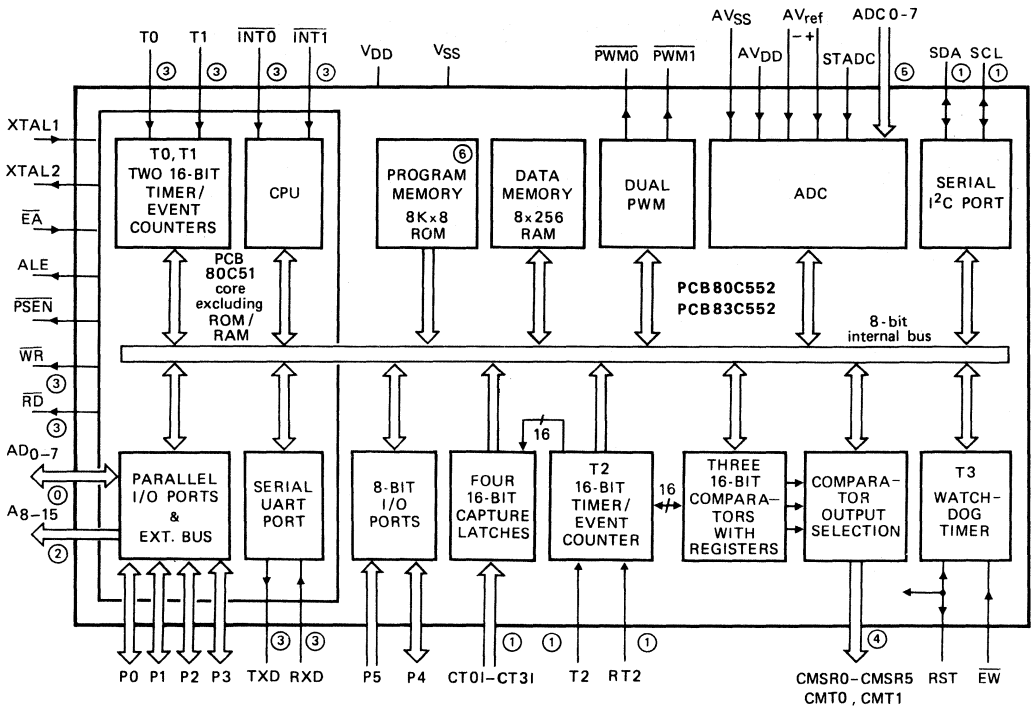 T0 T1 INT0 INT1
VDD VSS
PWM0 PWM1
AVSS AVref ADC0-7
-+
AVDD STADC
SDA SCL
③ ③ ③ ③
⑤ ① ①
XTAL1
XTAL2
EA
ALE
PSEN
WR
③
RD
③
AD0-7
⓪
A8-15
②
T0, T1
TWO 16-BIT
TIMER/
EVENT
COUNTERS
CPU
⑥
PROGRAM
MEMORY
8Kx8
ROM
DATA
MEMORY
8x256
RAM
DUAL
PWM
ADC
SERIAL
I²C PORT
PCB
80C51
core
excluding
ROM/
RAM
PCB80C552
PCB83C552
8-bit
internal bus
PARALLEL
I/O PORTS
&
EXT. BUS
SERIAL
UART
PORT
8-BIT
I/O
PORTS
FOUR
16-BIT
CAPTURE
LATCHES
16
T2
16-BIT
TIMER/
EVENT
COUNTER
16
THREE
16-BIT
COMPARA-
TORS
WITH
REGISTERS
COMPARA-
TOR
OUTPUT
SELECTION
T3
WATCH-
DOG
TIMER
③ ③ ① ① ① ④
P0 P1 P2 P3 TXD RXD P5 P4 CT0I-CT3I T2 RT2 CMSR0-CMSR5 RST EW
CMT0, CMT1